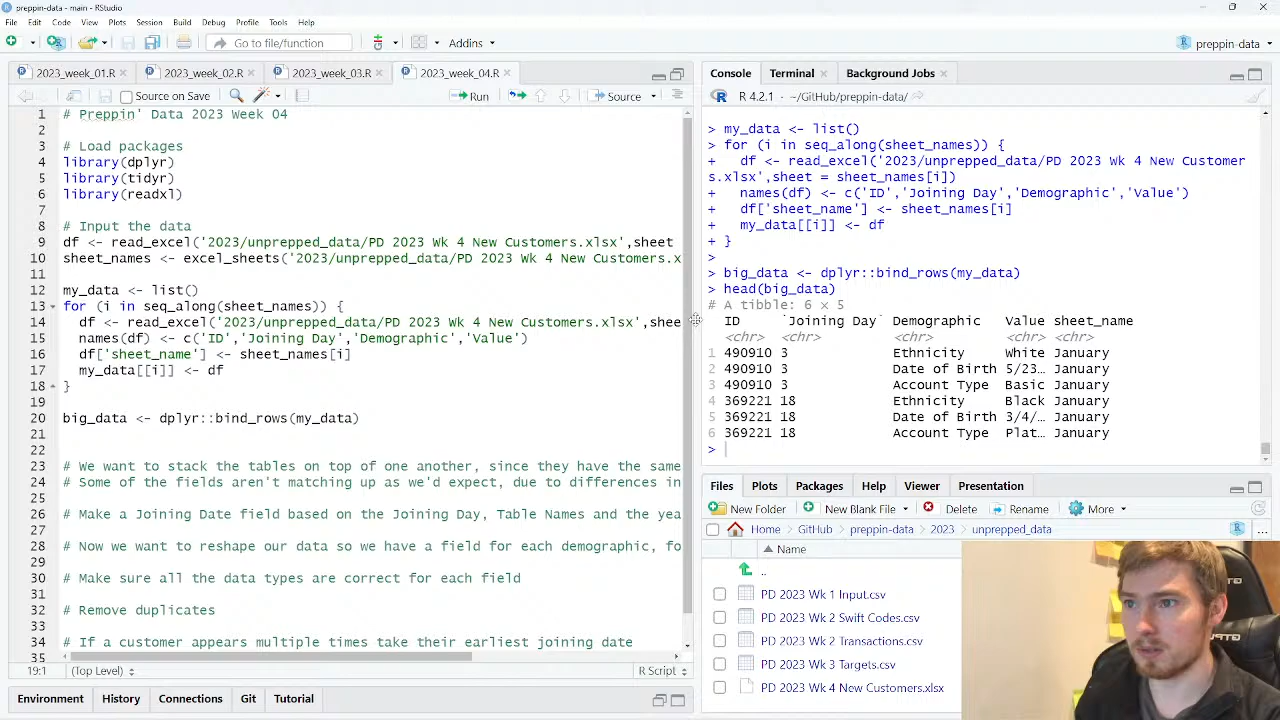 preppin-data - main - RStudio
File Edit Code View Plots Session Build Debug Profile Tools Help
Go to file/function Addins preppin-data
2023_week_01.R 2023_week_02.R 2023_week_03.R 2023_week_04.R
Source on Save Run Source
1 # Preppin' Data 2023 Week 04
2
3 # Load packages
4 library(dplyr)
5 library(tidyr)
6 library(readxl)
7
8 # Input the data
9 df <- read_excel('2023/unprepped_data/PD 2023 Wk 4 New Customers.xlsx',sheet
10 sheet_names <- excel_sheets('2023/unprepped_data/PD 2023 Wk 4 New Customers.x
11
12 my_data <- list()
13 for (i in seq_along(sheet_names)) {
14 df <- read_excel('2023/unprepped_data/PD 2023 Wk 4 New Customers.xlsx',shee
15 names(df) <- c('ID','Joining Day','Demographic','Value')
16 df['sheet_name'] <- sheet_names[i]
17 my_data[[i]] <- df
18 }
19
20 big_data <- dplyr::bind_rows(my_data)
21
22
23 # We want to stack the tables on top of one another, since they have the same
24 # Some of the fields aren't matching up as we'd expect, due to differences in
25
26 # Make a Joining Date field based on the Joining Day, Table Names and the yea
27
28 # Now we want to reshape our data so we have a field for each demographic, fo
29
30 # Make sure all the data types are correct for each field
31
32 # Remove duplicates
33
34 # If a customer appears multiple times take their earliest joining date
35
19:1 (Top Level) R Script
Environment History Connections Git Tutorial
Console Terminal Background Jobs
R 4.2.1 · ~/GitHub/preppin-data/
> my_data <- list()
> for (i in seq_along(sheet_names)) {
+ df <- read_excel('2023/unprepped_data/PD 2023 Wk 4 New Customer
s.xlsx',sheet = sheet_names[i])
+ names(df) <- c('ID','Joining Day','Demographic','Value')
+ df['sheet_name'] <- sheet_names[i]
+ my_data[[i]] <- df
+ }
>
> big_data <- dplyr::bind_rows(my_data)
> head(big_data)
# A tibble: 6 × 5
ID `Joining Day` Demographic Value sheet_name
<chr> <chr> <chr> <chr> <chr>
1 490910 3 Ethnicity White January
2 490910 3 Date of Birth 5/23… January
3 490910 3 Account Type Basic January
4 369221 18 Ethnicity Black January
5 369221 18 Date of Birth 3/4/… January
6 369221 18 Account Type Plat… January
>
Files Plots Packages Help Viewer Presentation
New Folder New Blank File Delete Rename More
Home GitHub preppin-data 2023 unprepped_data
Name
..
PD 2023 Wk 1 Input.csv
PD 2023 Wk 2 Swift Codes.csv
PD 2023 Wk 2 Transactions.csv
PD 2023 Wk 3 Targets.csv
PD 2023 Wk 4 New Customers.xlsx